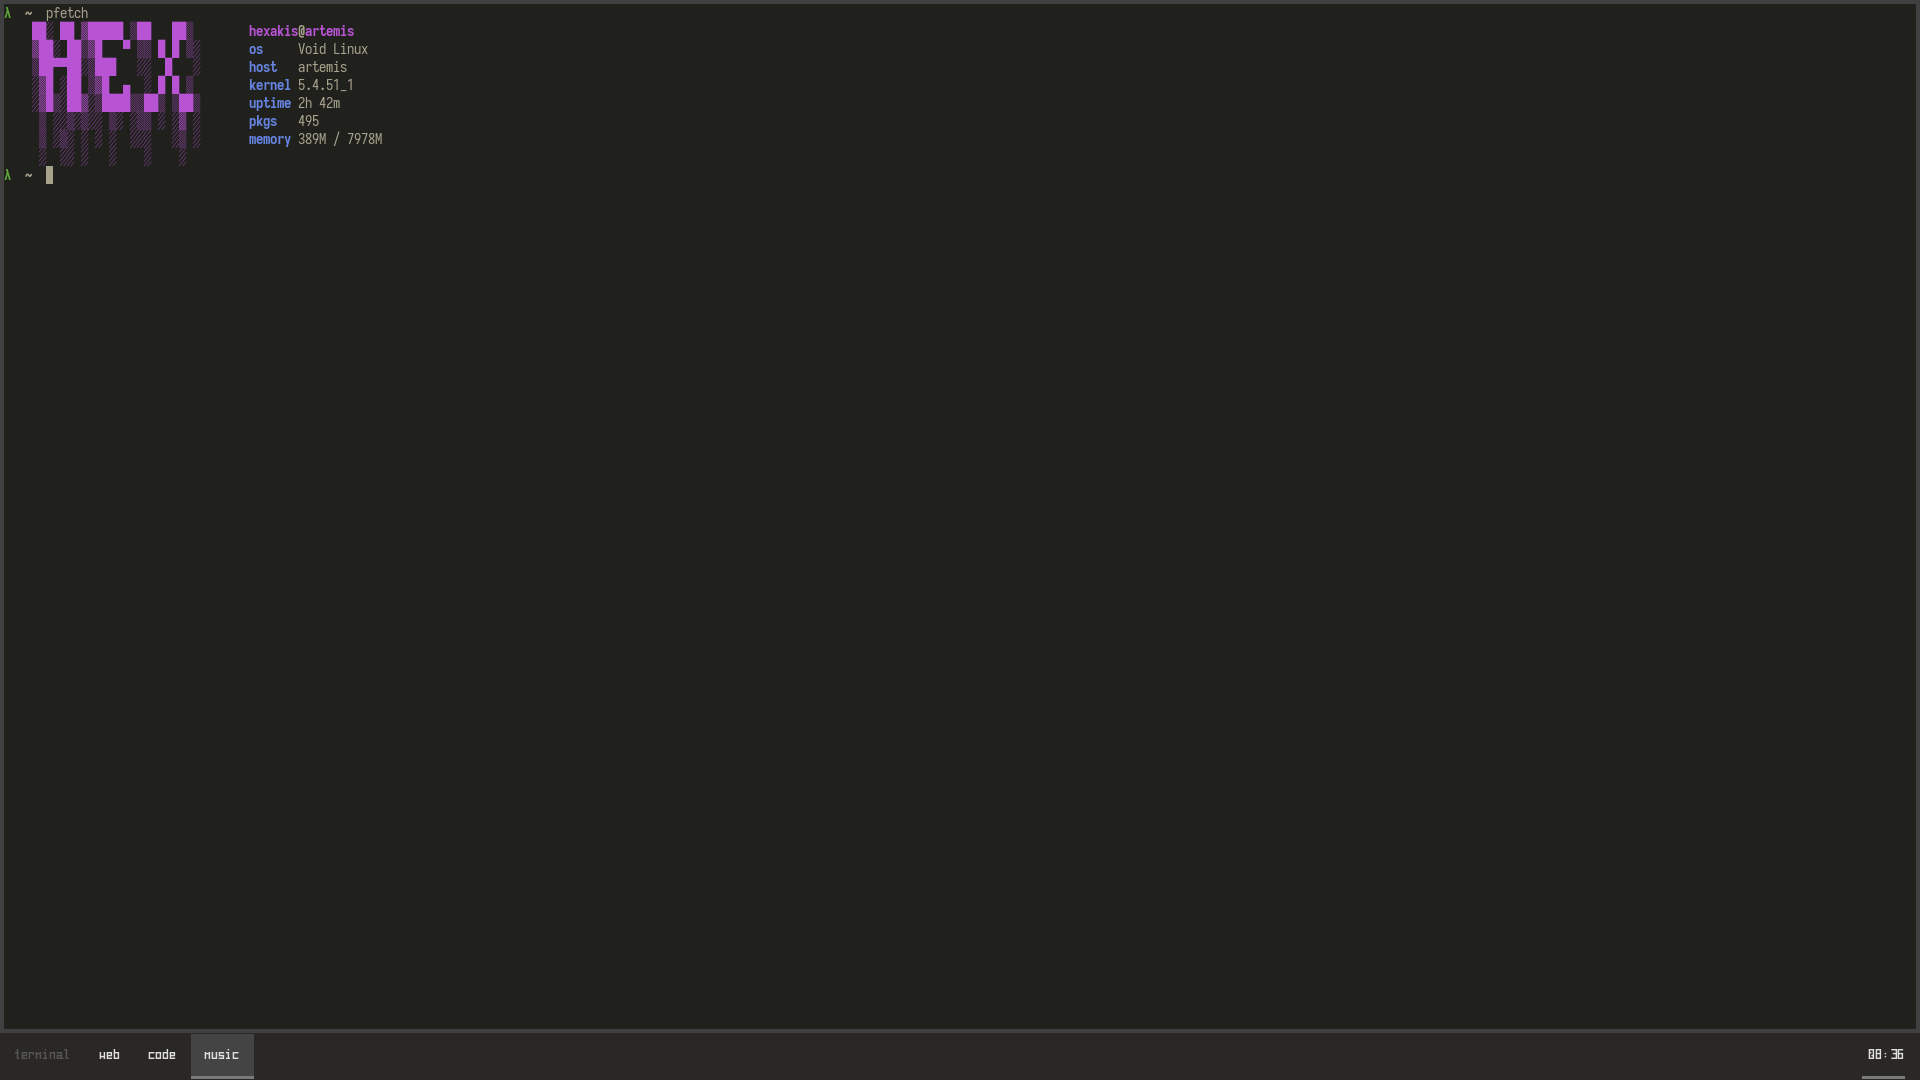 λ ~ pfetch
HEX
hexakis@artemis
os Void Linux
host artemis
kernel 5.4.51_1
uptime 2h 42m
pkgs 495
memory 389M / 7978M
λ ~
terminal web code music
08:36